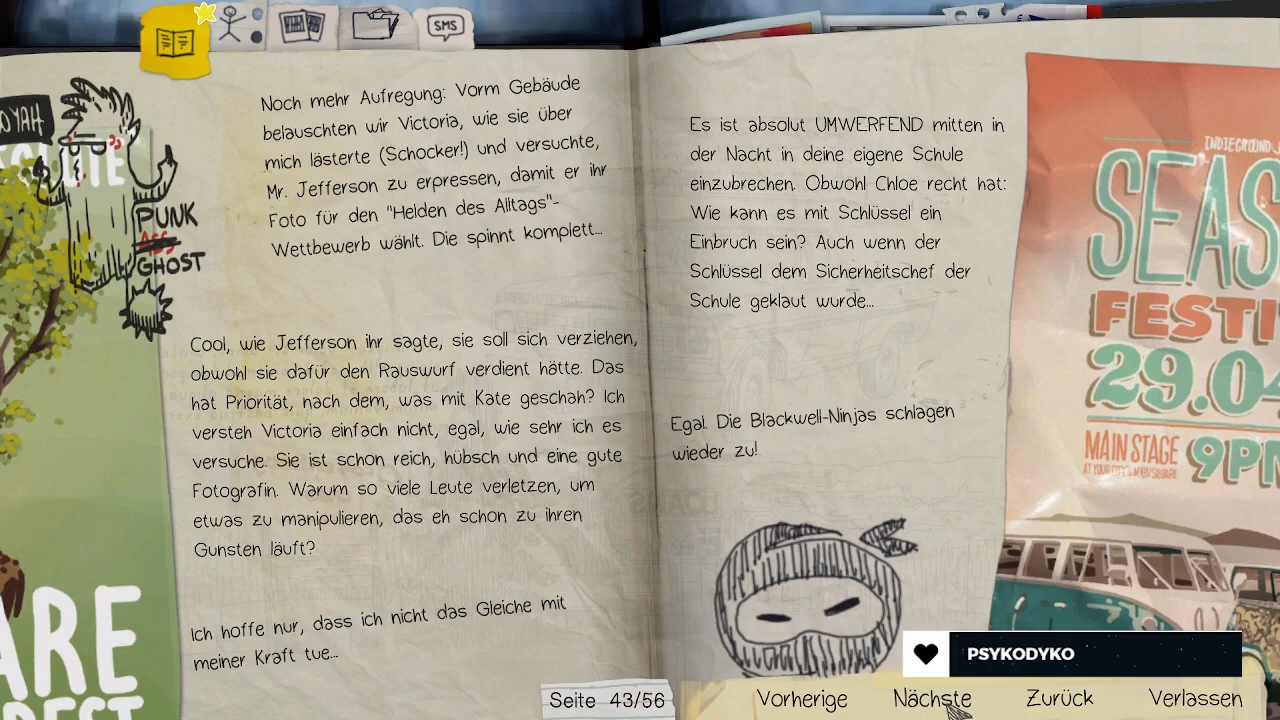 SMS
Noch mehr Aufregung: Vorm Gebäude
belauschten wir Victoria, wie sie über
mich lästerte (Schocker!) und versuchte,
Mr. Jefferson zu erpressen, damit er ihr
Foto für den "Helden des Alltags"-
Wettbewerb wählt. Die spinnt komplett...
PUNK
ASS
GHOST
Cool, wie Jefferson ihr sagte, sie soll sich verziehen,
obwohl sie dafür den Rauswurf verdient hätte. Das
hat Priorität, nach dem, was mit Kate geschah? Ich
versteh Victoria einfach nicht, egal, wie sehr ich es
versuche. Sie ist schon reich, hübsch und eine gute
Fotografin. Warum so viele Leute verletzen, um
etwas zu manipulieren, das eh schon zu ihren
Gunsten läuft?
Ich hoffe nur, dass ich nicht das Gleiche mit
meiner Kraft tue...
Es ist absolut UMWERFEND mitten in
der Nacht in deine eigene Schule
einzubrechen. Obwohl Chloe recht hat:
Wie kann es mit Schlüssel ein
Einbruch sein? Auch wenn der
Schlüssel dem Sicherheitschef der
Schule geklaut wurde...
Egal. Die Blackwell-Ninjas schlagen
wieder zu!
INDIEGROUND
SEAS
FESTI
29.04
MAIN STAGE
AT YOUR CITY'S MAIN SQUARE
9PM
ARE
PSYKODYKO
Seite 43/56
Vorherige
Nächste
Zurück
Verlassen